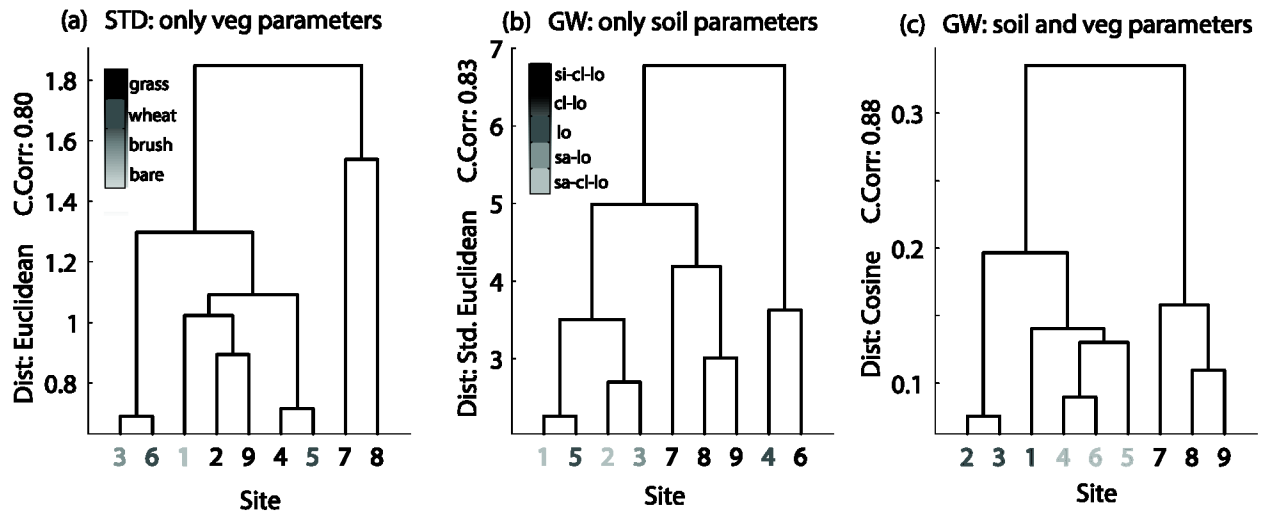 (a) STD: only veg parameters
Dist: Euclidean C.Corr: 0.80
1.8
1.6
1.4
1.2
1
0.8
grass
wheat
brush
bare
3 6 1 2 9 4 5 7 8
Site
(b) GW: only soil parameters
Dist: Std. Euclidean C.Corr: 0.83
7
6
5
4
3
si-cl-lo
cl-lo
lo
sa-lo
sa-cl-lo
1 5 2 3 7 8 9 4 6
Site
(c) GW: soil and veg parameters
Dist: Cosine C.Corr: 0.88
0.3
0.2
0.1
2 3 1 4 6 5 7 8 9
Site